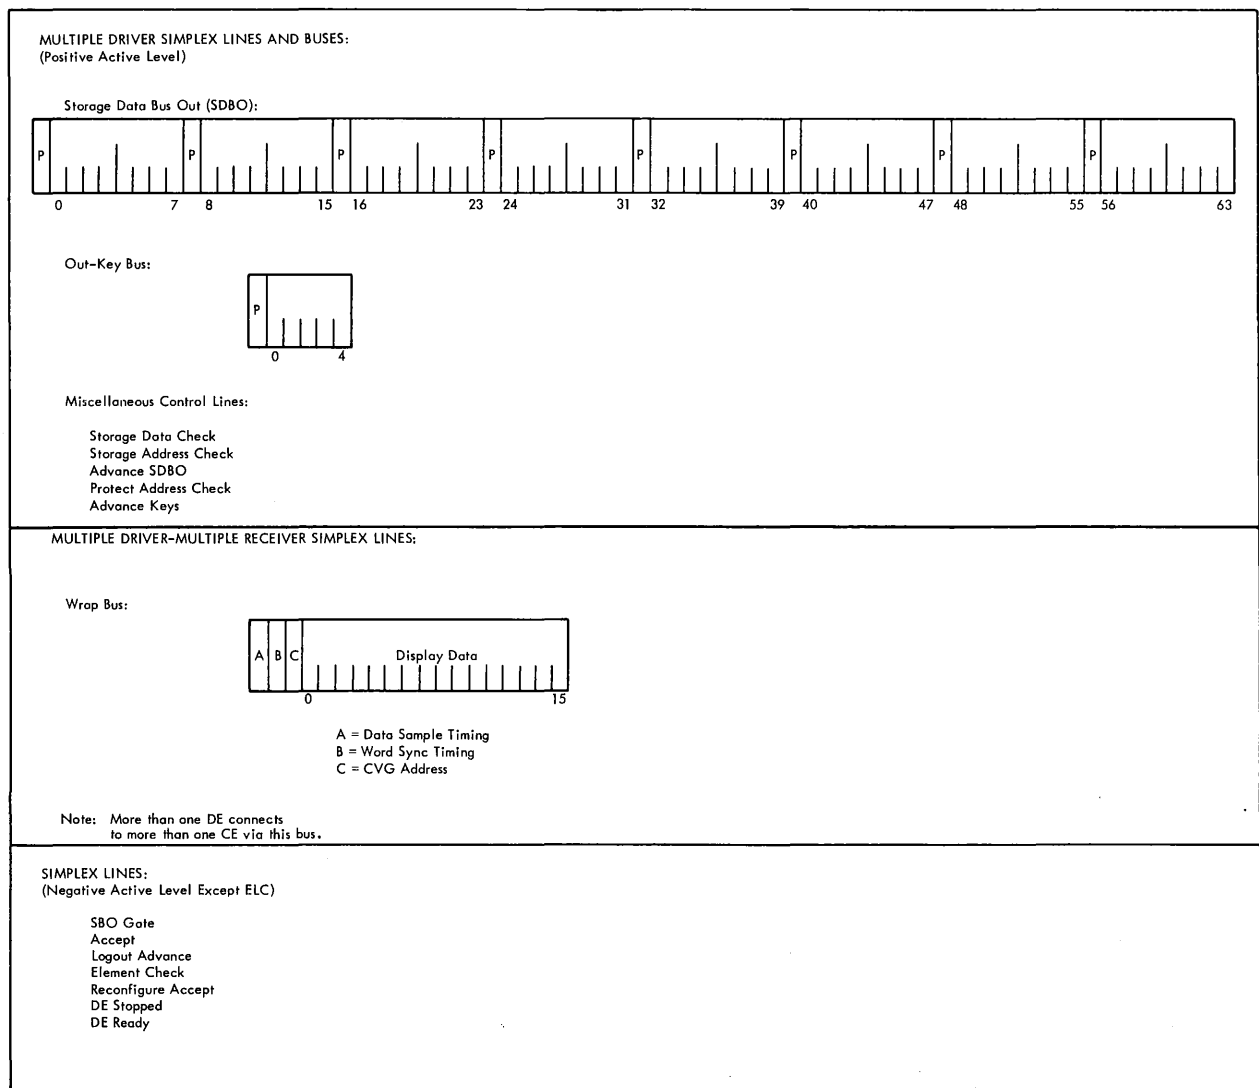 MULTIPLE DRIVER SIMPLEX LINES AND BUSES:
(Positive Active Level)
Storage Data Bus Out (SDBO):
P P P P P P P P
0 7 8 15 16 23 24 31 32 39 40 47 48 55 56 63
Out-Key Bus:
P
0 4
Miscellaneous Control Lines:
Storage Data Check
Storage Address Check
Advance SDBO
Protect Address Check
Advance Keys
MULTIPLE DRIVER-MULTIPLE RECEIVER SIMPLEX LINES:
Wrap Bus:
A B C Display Data
0 15
A = Data Sample Timing
B = Word Sync Timing
C = CVG Address
Note: More than one DE connects
to more than one CE via this bus.
SIMPLEX LINES:
(Negative Active Level Except ELC)
SBO Gate
Accept
Logout Advance
Element Check
Reconfigure Accept
DE Stopped
DE Ready